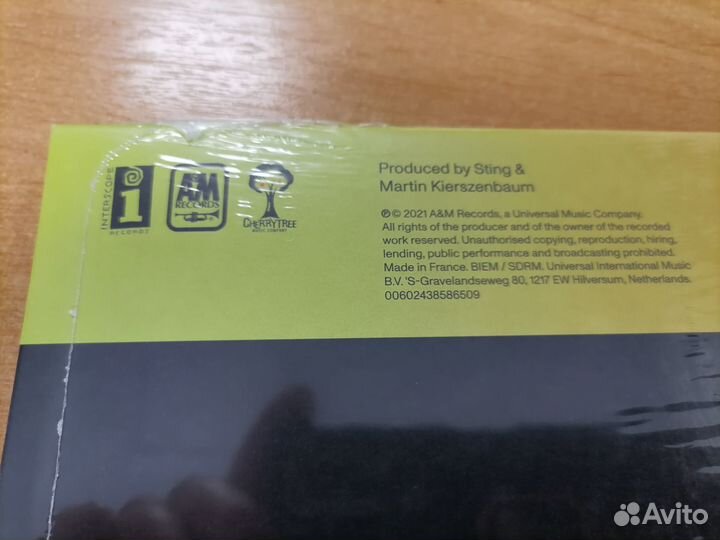 INTERSCOPE
i
RECORDS
A&M
RECORDS
CHERRYTREE
MUSIC COMPANY
Produced by Sting &
Martin Kierszenbaum
℗© 2021 A&M Records, a Universal Music Company.
All rights of the producer and of the owner of the recorded
work reserved. Unauthorised copying, reproduction, hiring,
lending, public performance and broadcasting prohibited.
Made in France. BIEM / SDRM. Universal International Music
B.V. 'S-Gravelandseweg 80, 1217 EW Hilversum, Netherlands.
00602438586509
Avito